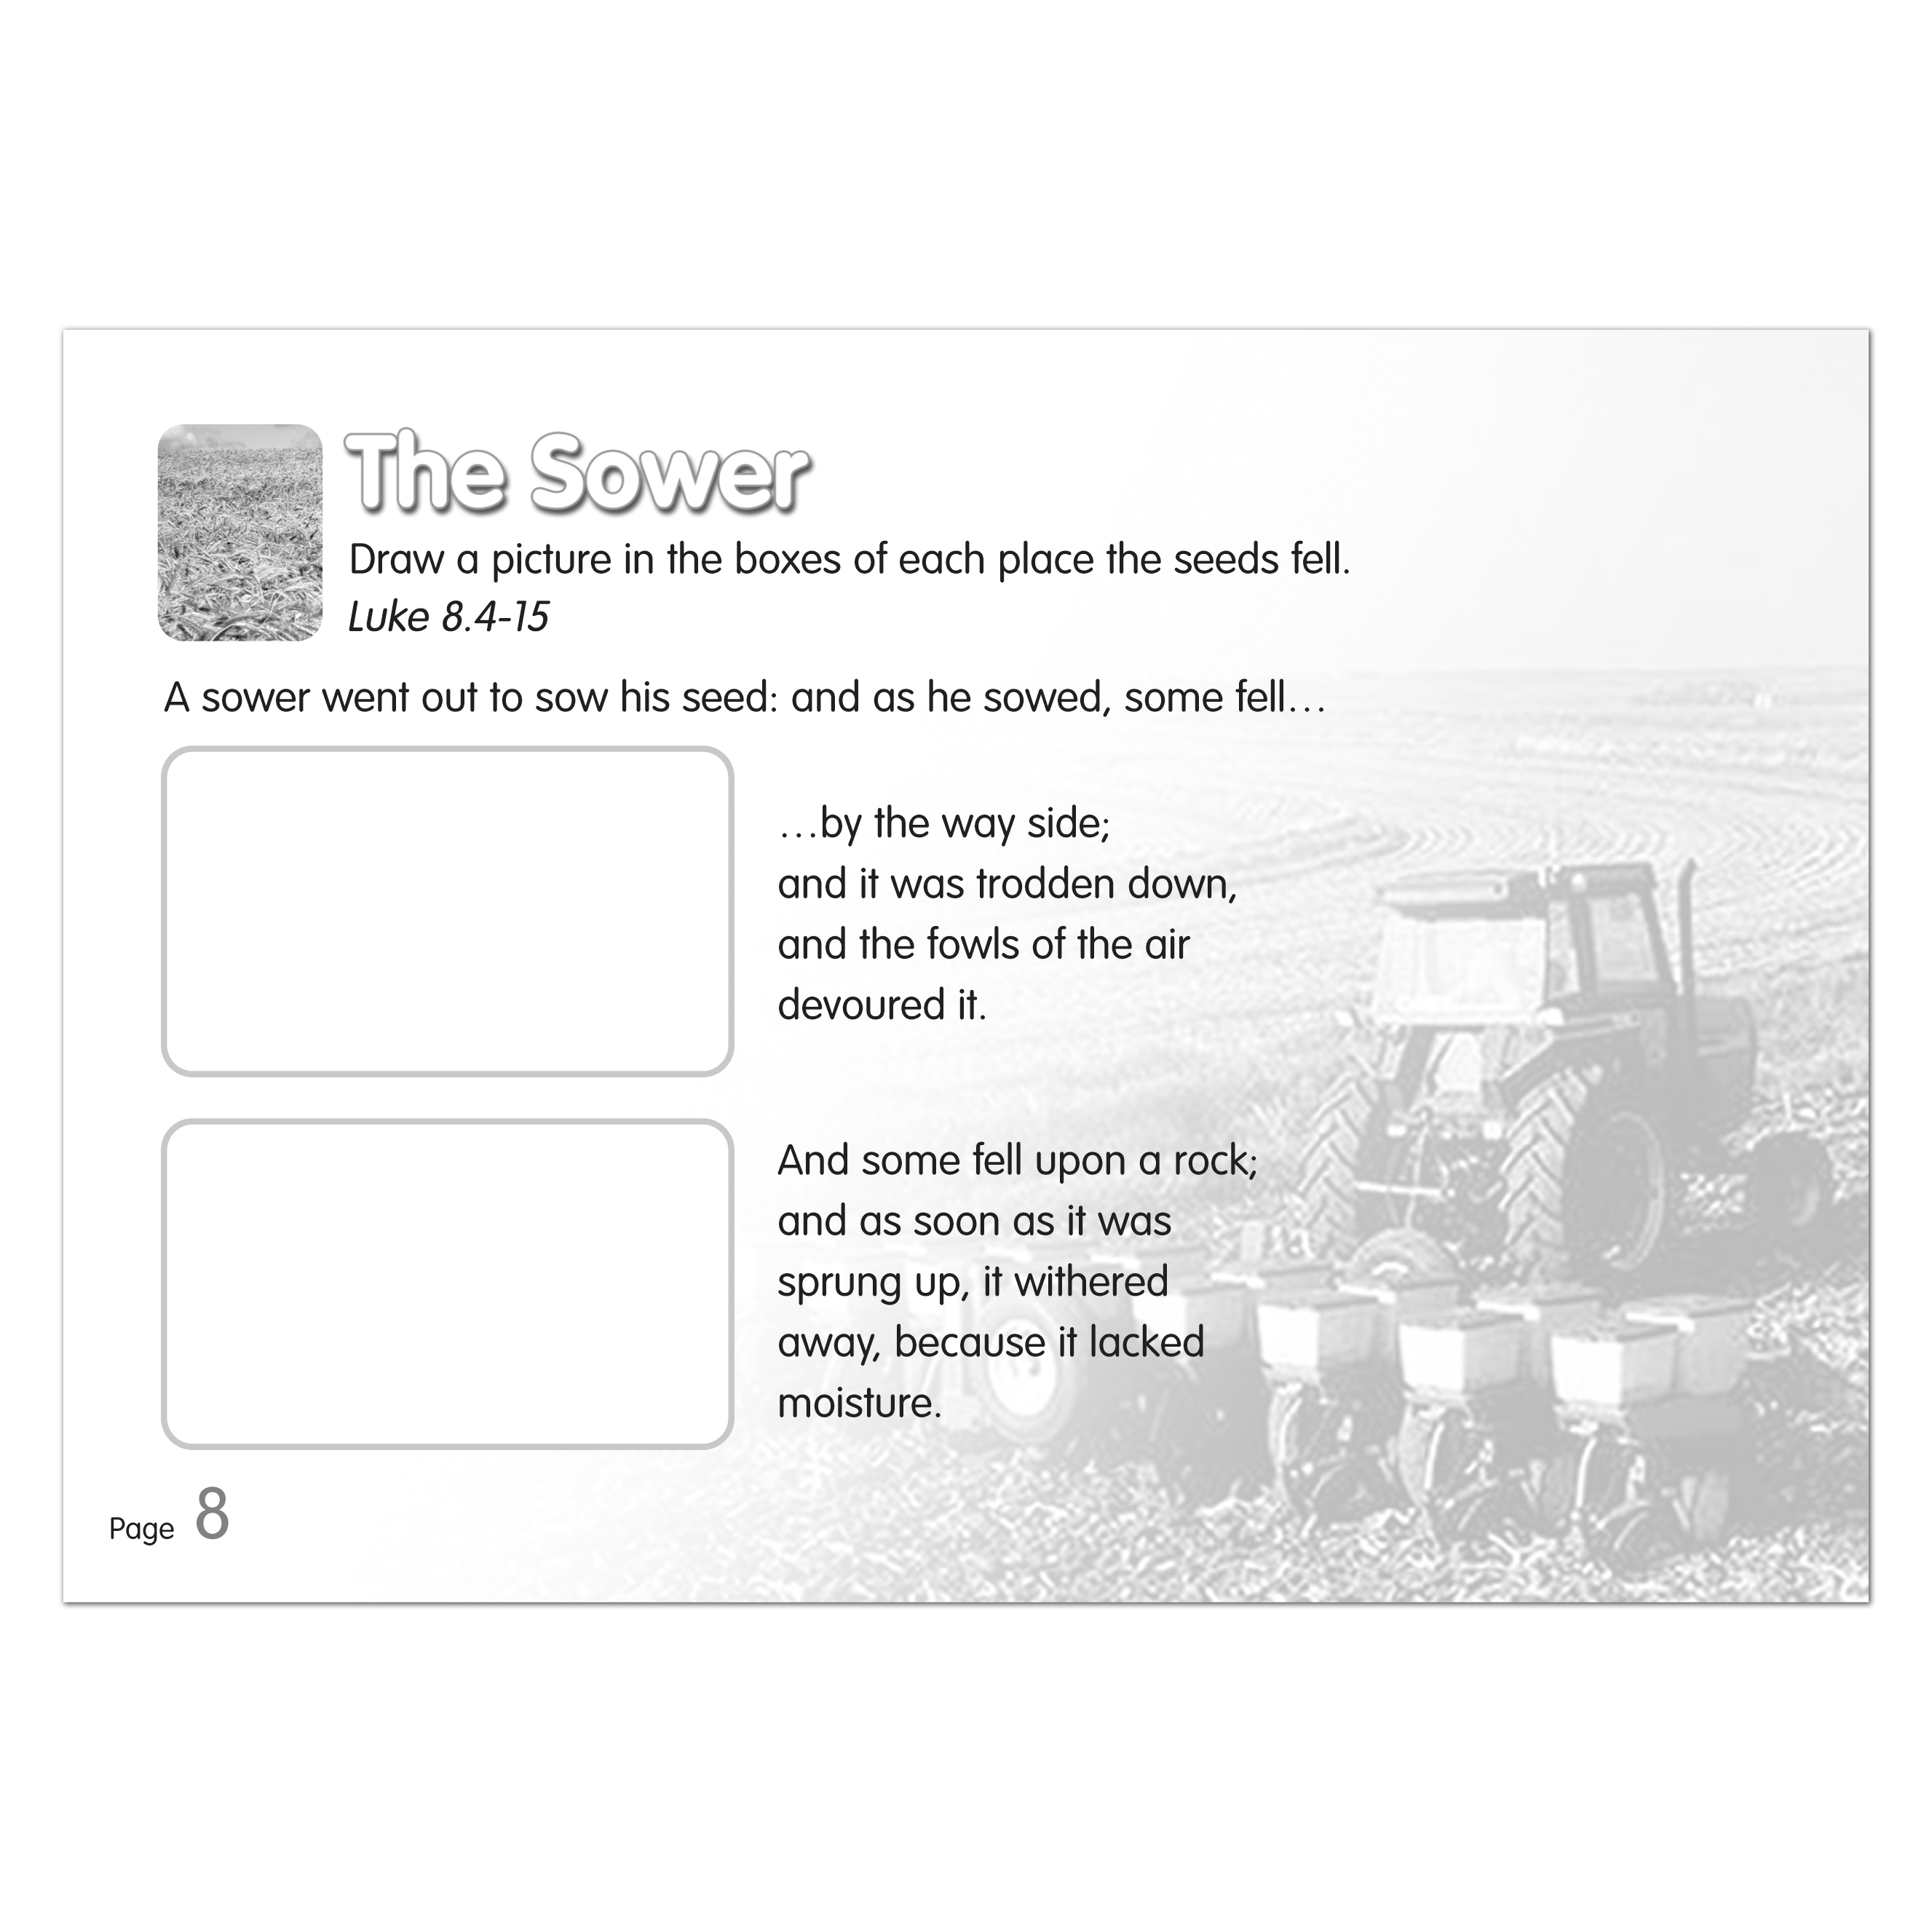 The Sower
Draw a picture in the boxes of each place the seeds fell.
Luke 8.4-15
A sower went out to sow his seed: and as he sowed, some fell…
…by the way side;
and it was trodden down,
and the fowls of the air
devoured it.
And some fell upon a rock;
and as soon as it was
sprung up, it withered
away, because it lacked
moisture.
Page 8